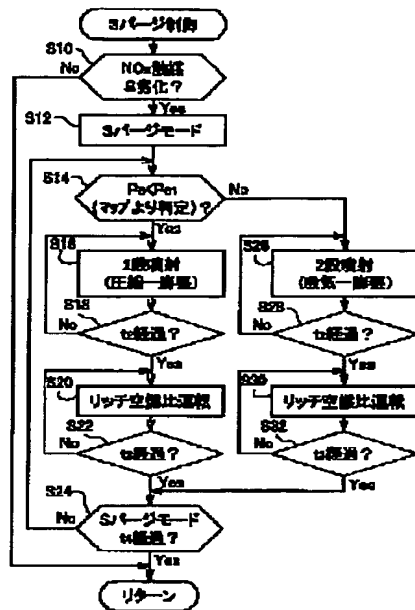 Sパージ制御
S10
NOx触媒
S劣化?
No
Yes
S12
Sパージモード
S14
Pe<Pe1
(マップより判定)?
No
Yes
S16
2段噴射
(圧縮-膨張)
S26
2段噴射
(吸気-膨張)
S18
t2経過?
No
Yes
S28
t2経過?
No
Yes
S20
リッチ空燃比運転
S30
リッチ空燃比運転
S22
t3経過?
No
Yes
S32
t3経過?
No
Yes
S24
Sパージモード
t4経過?
No
Yes
リターン